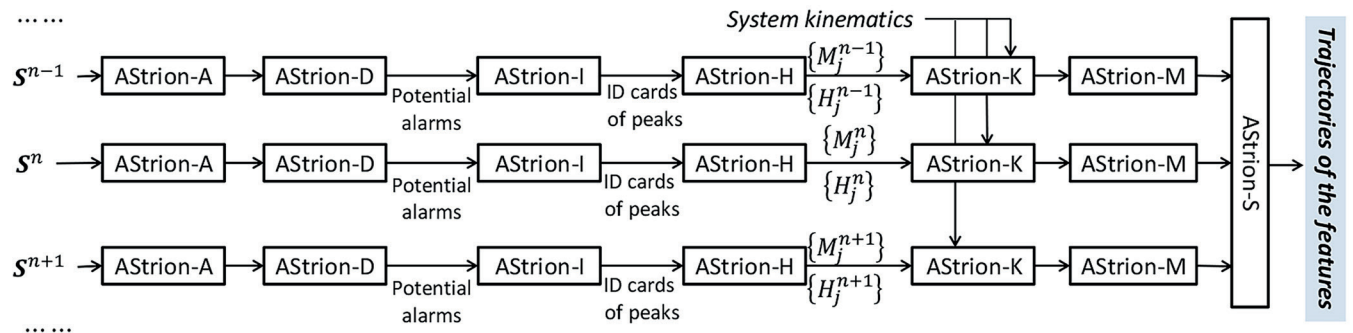 ... ...
System kinematics
S^{n-1} AStrion-A AStrion-D AStrion-I AStrion-H {M_j^{n-1}} AStrion-K AStrion-M
Potential alarms
ID cards of peaks
{H_j^{n-1}}
S^n AStrion-A AStrion-D AStrion-I AStrion-H {M_j^n} AStrion-K AStrion-M
Potential alarms
ID cards of peaks
{H_j^n}
S^{n+1} AStrion-A AStrion-D AStrion-I AStrion-H {M_j^{n+1}} AStrion-K AStrion-M
Potential alarms
ID cards of peaks
{H_j^{n+1}}
... ...
AStrion-S
Trajectories of the features